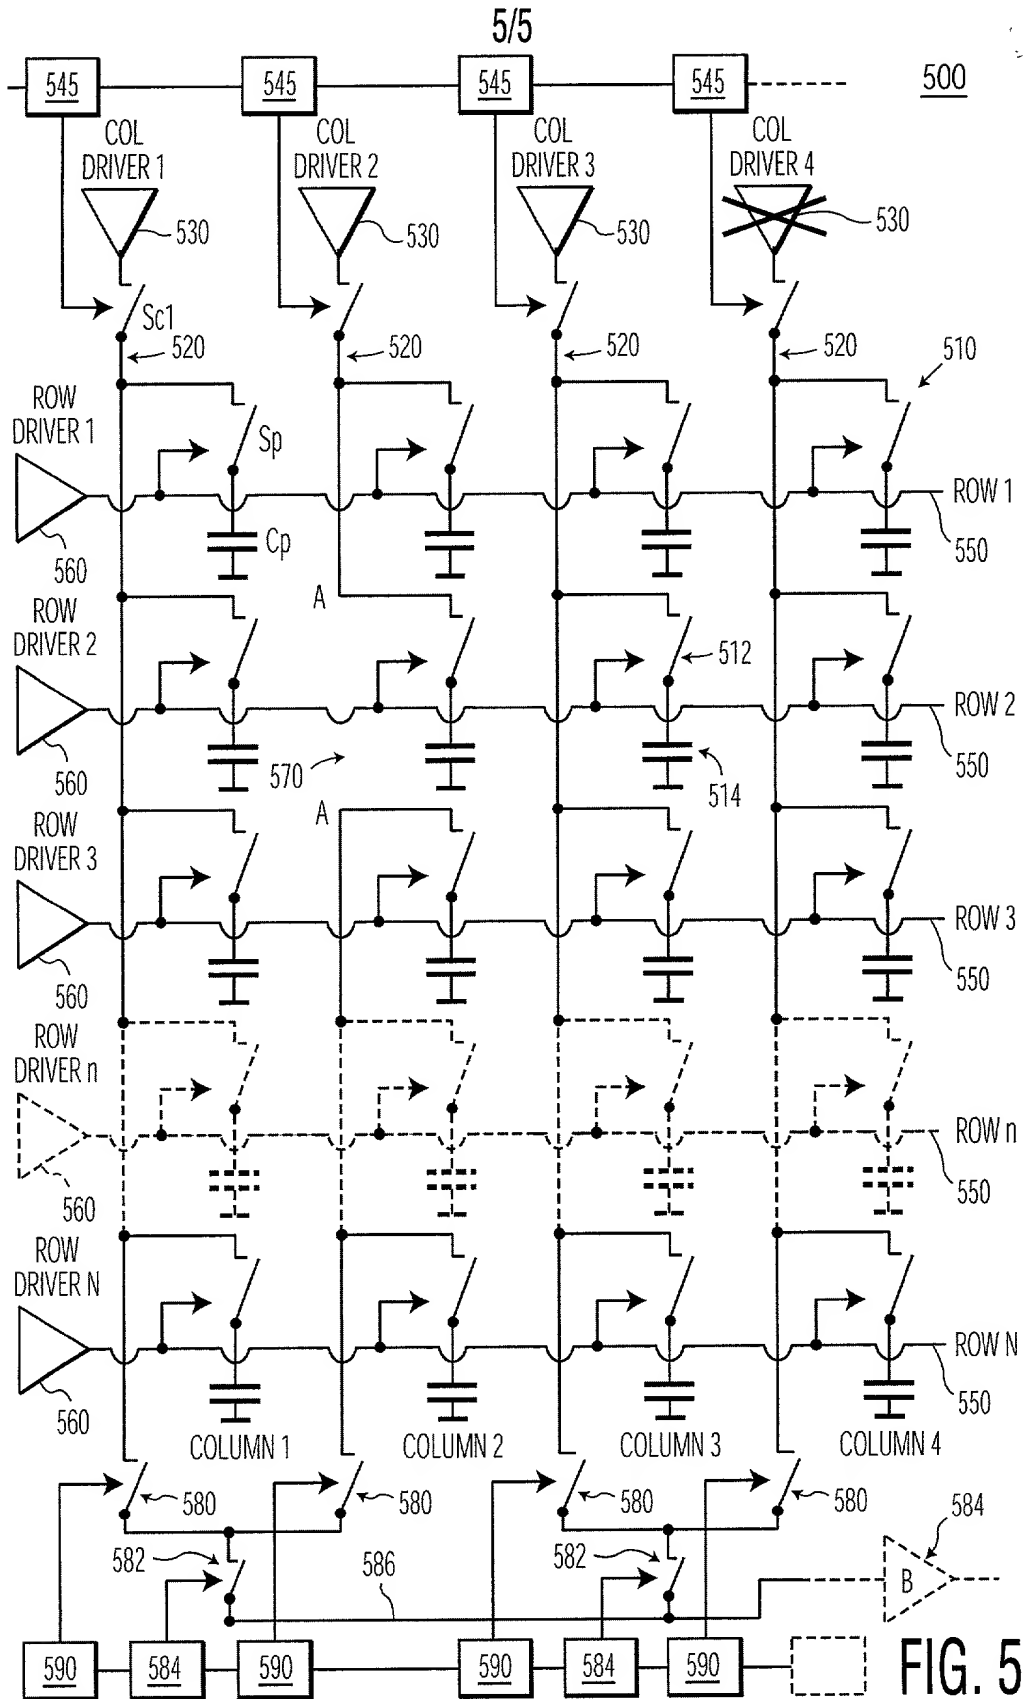 5/5
545 545 545 545 500
COL DRIVER 1 COL DRIVER 2 COL DRIVER 3 COL DRIVER 4
530 530 530 530
Sc1
520 520 520 520 510
ROW DRIVER 1
Sp
ROW 1
Cp
560 550
A
ROW DRIVER 2
512
ROW 2
560 570 514 550
A
ROW DRIVER 3
ROW 3
560 550
ROW DRIVER n
ROW n
560 550
ROW DRIVER N
ROW N
560 550
COLUMN 1 COLUMN 2 COLUMN 3 COLUMN 4
580 580 580 580
584
582 586 582
B
590 584 590 590 584 590
FIG. 5